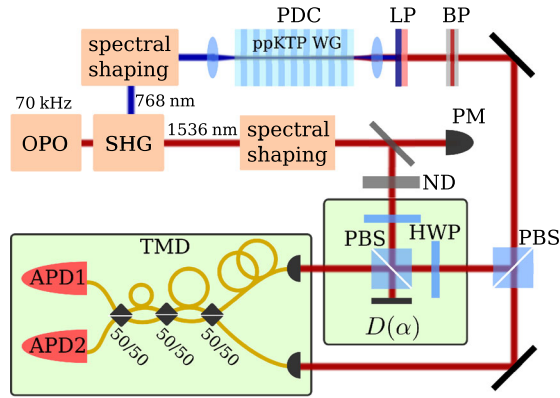 PDC
LP
BP
spectral
shaping
ppKTP WG
70 kHz
768 nm
OPO
SHG
1536 nm
spectral
shaping
PM
ND
PBS
HWP
PBS
D(α)
TMD
APD1
APD2
50/50
50/50
50/50